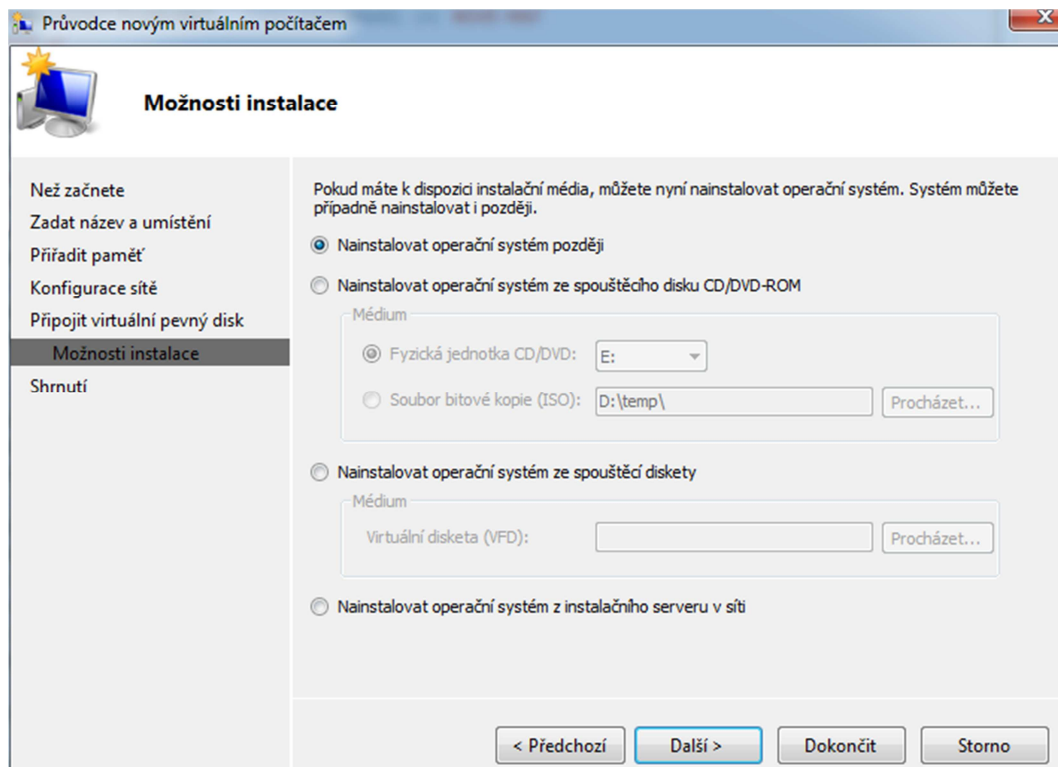 Průvodce novým virtuálním počítačem
Možnosti instalace
Než začnete
Zadat název a umístění
Přiřadit paměť
Konfigurace sítě
Připojit virtuální pevný disk
Možnosti instalace
Shrnutí
Pokud máte k dispozici instalační média, můžete nyní nainstalovat operační systém. Systém můžete
případně nainstalovat i později.
Nainstalovat operační systém později
Nainstalovat operační systém ze spouštěcího disku CD/DVD-ROM
Médium
Fyzická jednotka CD/DVD: E:
Soubor bitové kopie (ISO): D:\temp\ Procházet...
Nainstalovat operační systém ze spouštěcí diskety
Médium
Virtuální disketa (VFD): Procházet...
Nainstalovat operační systém z instalačního serveru v síti
< Předchozí Další > Dokončit Storno